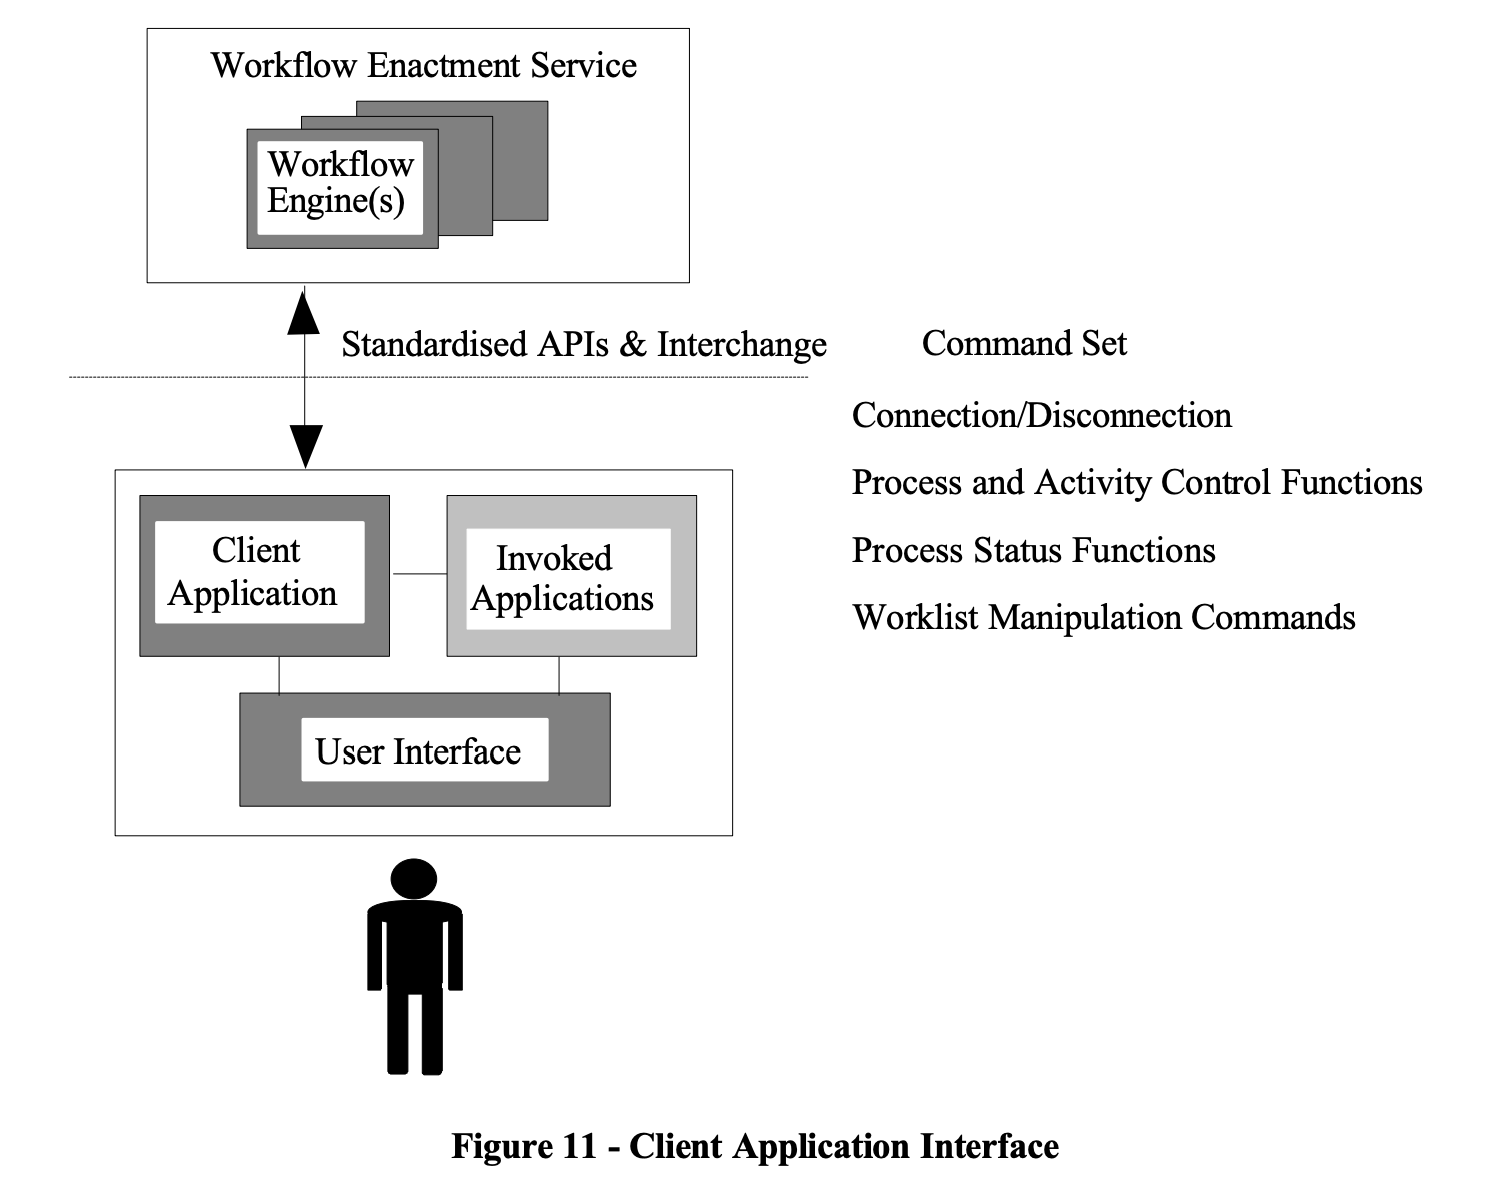 Workflow Enactment Service
Workflow
Engine(s)
Standardised APIs & Interchange
Command Set
Connection/Disconnection
Process and Activity Control Functions
Process Status Functions
Worklist Manipulation Commands
Client
Application
Invoked
Applications
User Interface
Figure 11 - Client Application Interface